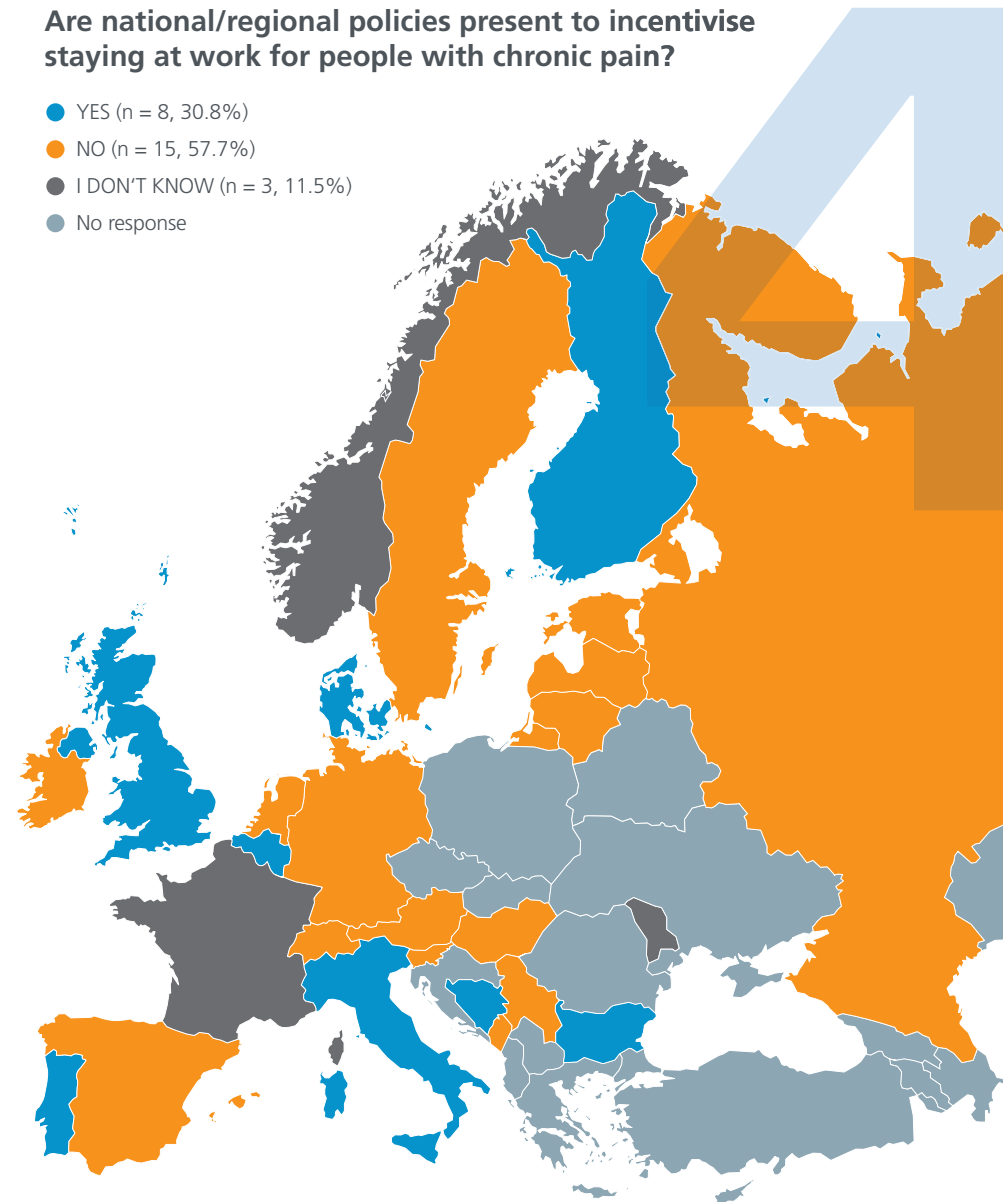 Are national/regional policies present to incentivise
staying at work for people with chronic pain?
YES (n = 8, 30.8%)
NO (n = 15, 57.7%)
I DON'T KNOW (n = 3, 11.5%)
No response
4